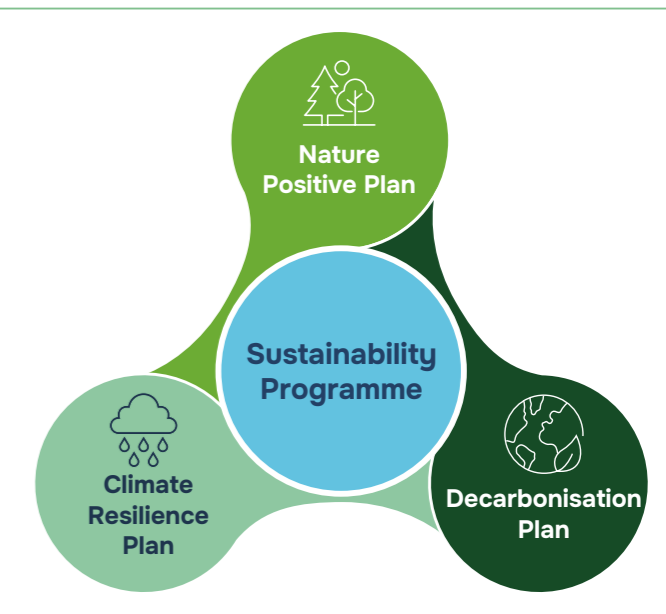 Nature
Positive Plan
Sustainability
Programme
Climate
Resilience
Plan
Decarbonisation
Plan